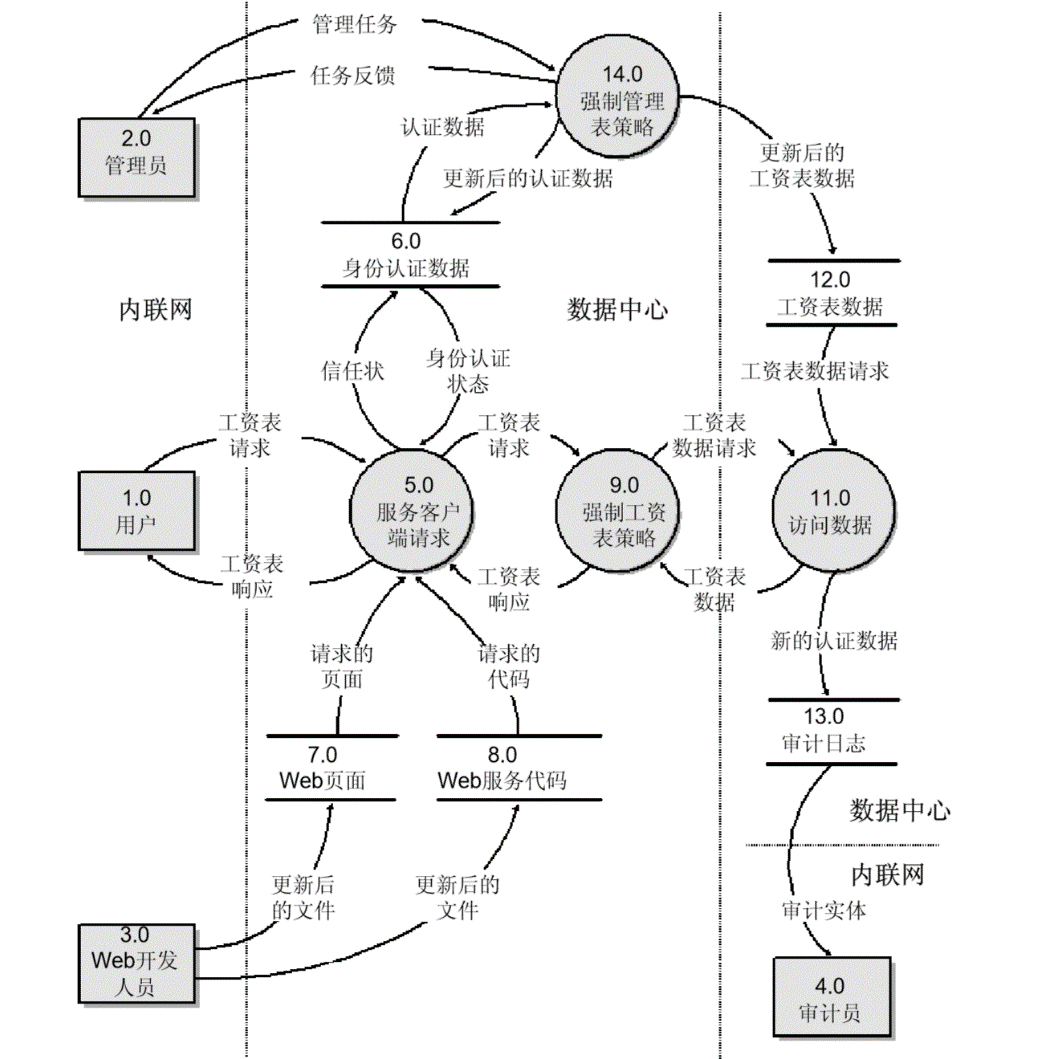 管理任务
任务反馈
14.0
强制管理
表策略
2.0
管理员
认证数据
更新后的认证数据
更新后的
工资表数据
6.0
身份认证数据
12.0
工资表数据
内联网
数据中心
信任状
身份认证
状态
工资表数据请求
工资表
请求
工资表
请求
工资表
数据请求
1.0
用户
5.0
服务客户
端请求
9.0
强制工资
表策略
11.0
访问数据
工资表
响应
工资表
响应
工资表
数据
请求的
页面
请求的
代码
新的认证数据
7.0
Web页面
8.0
Web服务代码
13.0
审计日志
数据中心
内联网
更新后
的文件
更新后的
文件
审计实体
3.0
Web开发
人员
4.0
审计员